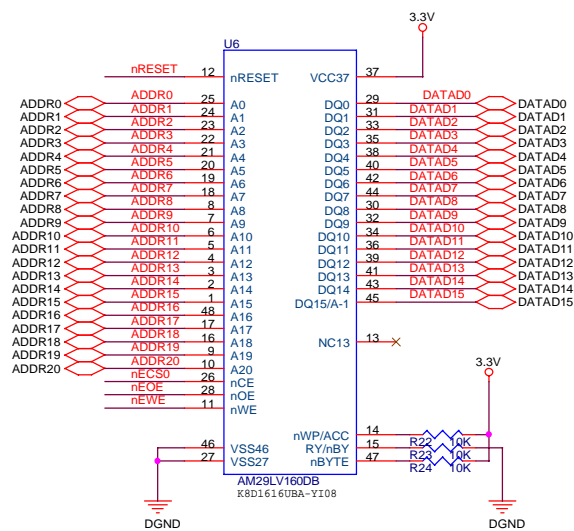 3.3V
U6
nRESET 12 nRESET VCC37 37
ADDR0 ADDR0 25 A0 DQ0 29 DATAD0 DATAD0
ADDR1 ADDR1 24 A1 DQ1 31 DATAD1 DATAD1
ADDR2 ADDR2 23 A2 DQ2 33 DATAD2 DATAD2
ADDR3 ADDR3 22 A3 DQ3 35 DATAD3 DATAD3
ADDR4 ADDR4 21 A4 DQ4 38 DATAD4 DATAD4
ADDR5 ADDR5 20 A5 DQ5 40 DATAD5 DATAD5
ADDR6 ADDR6 19 A6 DQ6 42 DATAD6 DATAD6
ADDR7 ADDR7 18 A7 DQ7 44 DATAD7 DATAD7
ADDR8 ADDR8 8 A8 DQ8 30 DATAD8 DATAD8
ADDR9 ADDR9 7 A9 DQ9 32 DATAD9 DATAD9
ADDR10 ADDR10 6 A10 DQ10 34 DATAD10 DATAD10
ADDR11 ADDR11 5 A11 DQ11 36 DATAD11 DATAD11
ADDR12 ADDR12 4 A12 DQ12 39 DATAD12 DATAD12
ADDR13 ADDR13 3 A13 DQ13 41 DATAD13 DATAD13
ADDR14 ADDR14 2 A14 DQ14 43 DATAD14 DATAD14
ADDR15 ADDR15 1 A15 DQ15/A-1 45 DATAD15 DATAD15
ADDR16 ADDR16 48 A16
ADDR17 ADDR17 17 A17
ADDR18 ADDR18 16 A18 NC13 13
ADDR19 ADDR19 9 A19
ADDR20 ADDR20 10 A20 3.3V
nECS0 26 nCE
nEOE 28 nOE
nEWE 11 nWE
nWP/ACC 14 R22 10K
46 VSS46 RY/nBY 15 R23 10K
27 VSS27 nBYTE 47 R24 10K
AM29LV160DB
K8D1616UBA-YI08
DGND DGND